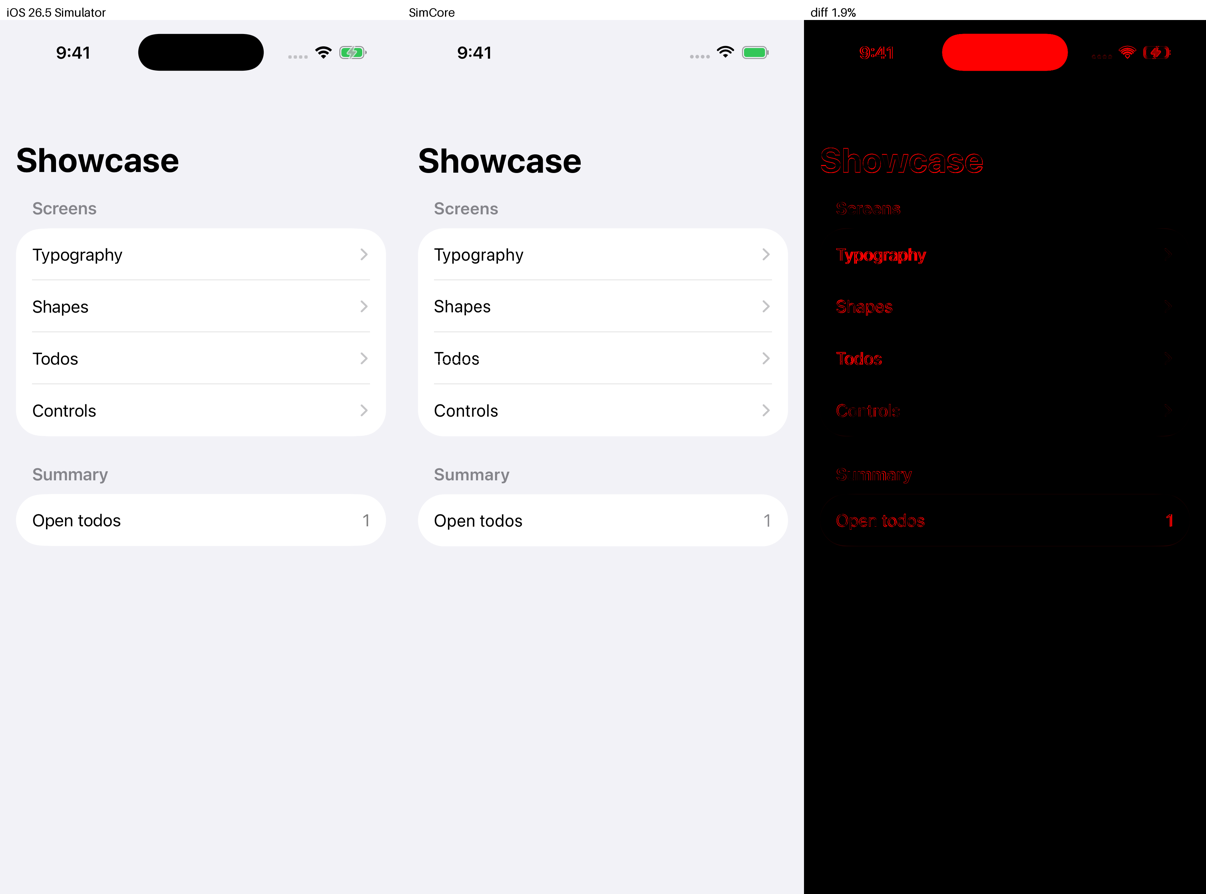 iOS 26.5 Simulator
9:41
Showcase
Screens
Typography
Shapes
Todos
Controls
Summary
Open todos 1
SimCore
9:41
Showcase
Screens
Typography
Shapes
Todos
Controls
Summary
Open todos 1
diff 1.9%
9:41
Showcase
Screens
Typography
Shapes
Todos
Controls
Summary
Open todos 1